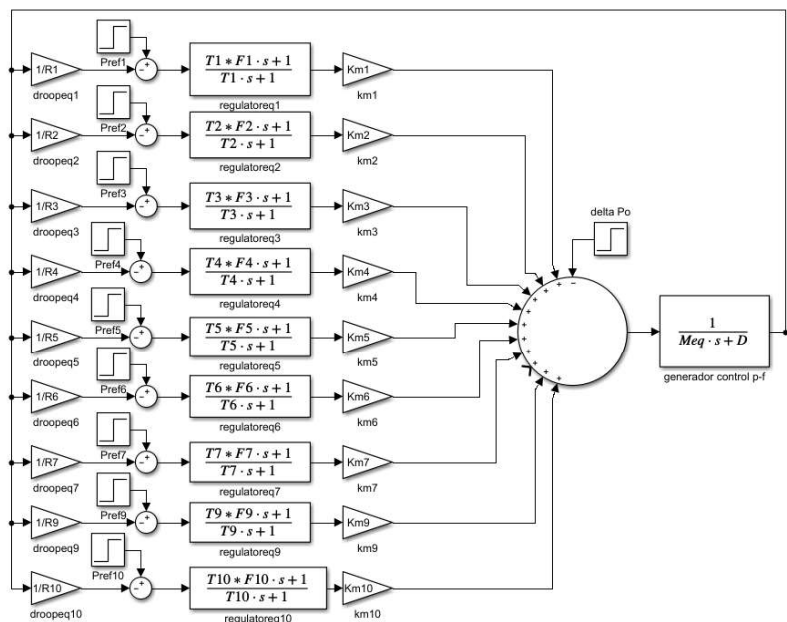 Pref1
1/R1
droopeq1
T1*F1·s+1
T1·s+1
regulatoreq1
Km1
km1
Pref2
1/R2
droopeq2
T2*F2·s+1
T2·s+1
regulatoreq2
Km2
km2
Pref3
1/R3
droopeq3
T3*F3·s+1
T3·s+1
regulatoreq3
Km3
km3
delta Po
Pref4
1/R4
droopeq4
T4*F4·s+1
T4·s+1
regulatoreq4
Km4
km4
Pref5
1/R5
droopeq5
T5*F5·s+1
T5·s+1
regulatoreq5
Km5
km5
1
Meq·s+D
generador control p-f
Pref6
1/R6
droopeq6
T6*F6·s+1
T6·s+1
regulatoreq6
Km6
km6
Pref7
1/R7
droopeq7
T7*F7·s+1
T7·s+1
regulatoreq7
Km7
km7
Pref9
1/R9
droopeq9
T9*F9·s+1
T9·s+1
regulatoreq9
Km9
km9
Pref10
1/R10
droopeq10
T10*F10·s+1
T10·s+1
regulatoreq10
Km10
km10